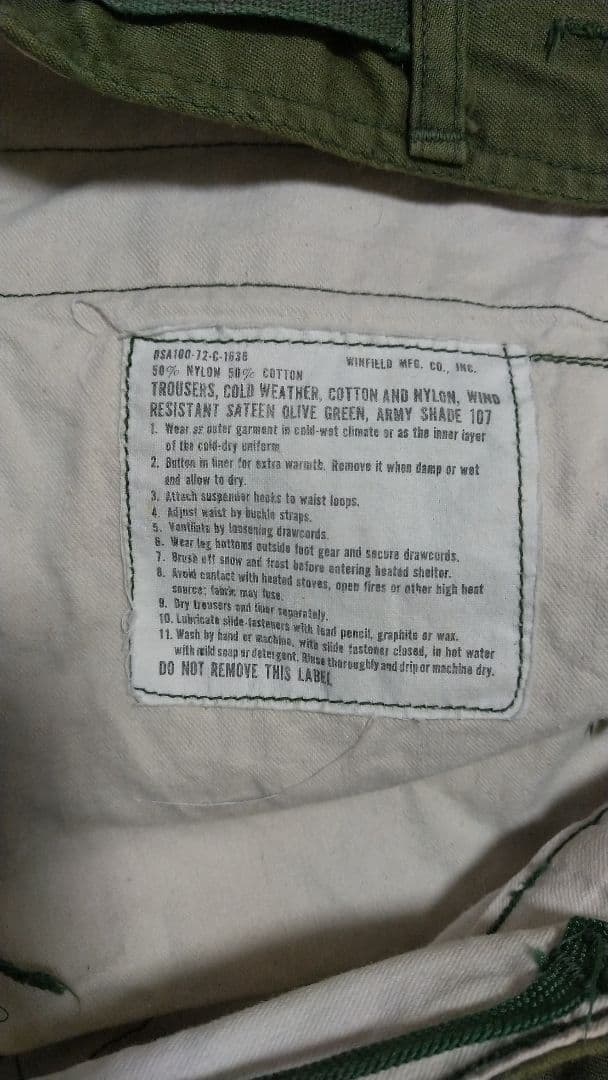 DSA100-72-C-1636
WINFIELD MFG. CO., INC.
50% NYLON 50% COTTON
TROUSERS, COLD WEATHER, COTTON AND NYLON, WIND
RESISTANT SATEEN OLIVE GREEN, ARMY SHADE 107
1. Wear as outer garment in cold-wet climate or as the inner layer
of the cold-dry uniform
2. Button in liner for extra warmth. Remove it when damp or wet
and allow to dry.
3. Attach suspender hooks to waist loops.
4. Adjust waist by buckle straps.
5. Ventilate by loosening drawcords.
6. Wear leg bottoms outside foot gear and secure drawcords.
7. Brush off snow and frost before entering heated shelter.
8. Avoid contact with heated stoves, open fires or other high heat
source; fabric may fuse.
9. Dry trousers and liner separately.
10. Lubricate slide-fasteners with lead pencil, graphite or wax.
11. Wash by hand or machine, with slide fastener closed, in hot water
with mild soap or detergent. Rinse thoroughly and drip or machine dry.
DO NOT REMOVE THIS LABEL